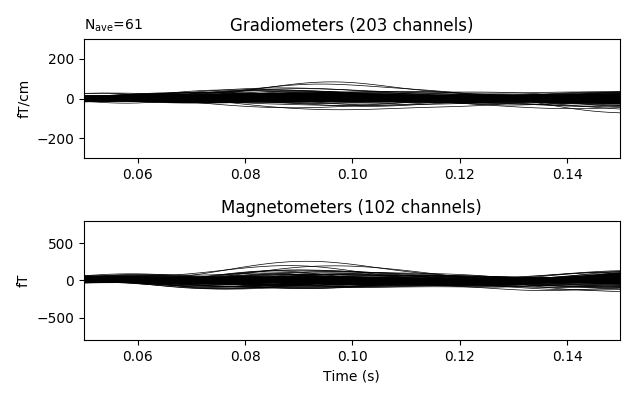 Nave=61
Gradiometers (203 channels)
200
0
−200
fT/cm
0.06 0.08 0.10 0.12 0.14
Magnetometers (102 channels)
500
0
−500
fT
0.06 0.08 0.10 0.12 0.14
Time (s)